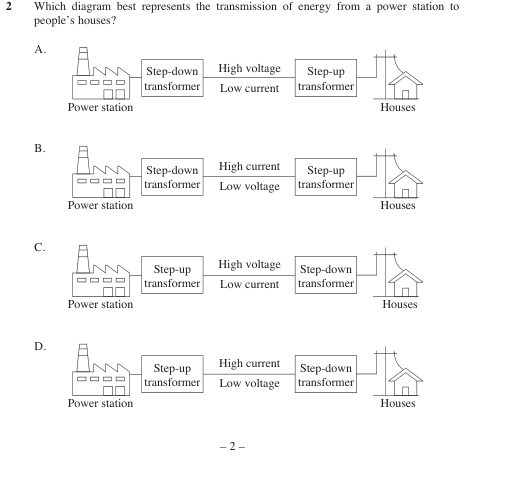 2 Which diagram best represents the transmission of energy from a power station to
people's houses?
A.
Step-down
transformer
High voltage
Low current
Step-up
transformer
Power station
Houses
B.
Step-down
transformer
High current
Low voltage
Step-up
transformer
Power station
Houses
C.
Step-up
transformer
High voltage
Low current
Step-down
transformer
Power station
Houses
D.
Step-up
transformer
High current
Low voltage
Step-down
transformer
Power station
Houses
– 2 –